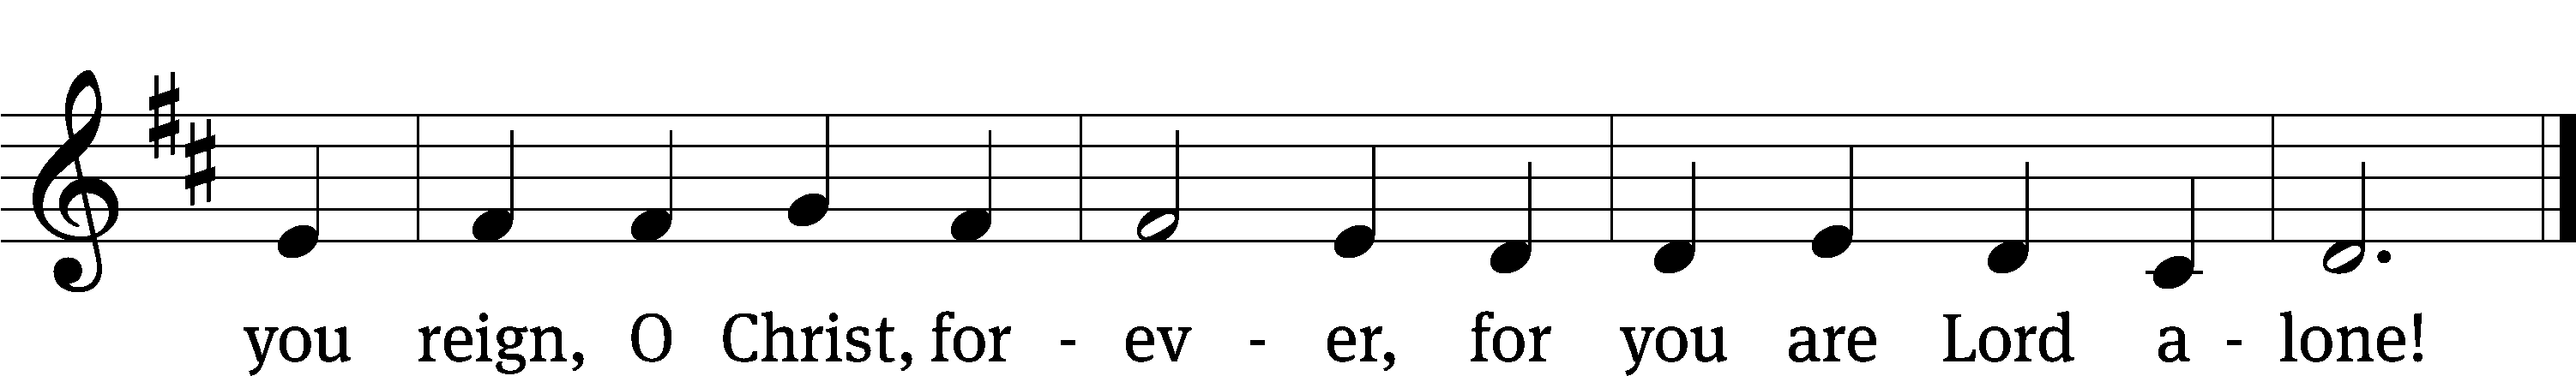 you reign, O Christ, for - ev - er, for you are Lord a - lone!